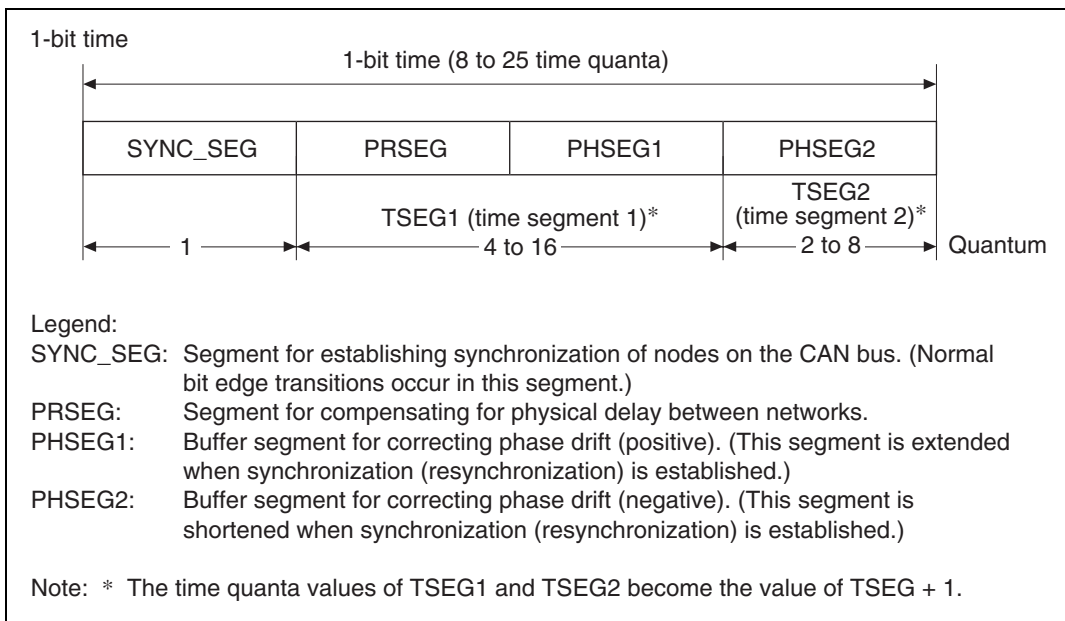 1-bit time
1-bit time (8 to 25 time quanta)
SYNC_SEG PRSEG PHSEG1 PHSEG2
TSEG1 (time segment 1)*
TSEG2
(time segment 2)*
1 4 to 16 2 to 8 Quantum
Legend:
SYNC_SEG: Segment for establishing synchronization of nodes on the CAN bus. (Normal
bit edge transitions occur in this segment.)
PRSEG: Segment for compensating for physical delay between networks.
PHSEG1: Buffer segment for correcting phase drift (positive). (This segment is extended
when synchronization (resynchronization) is established.)
PHSEG2: Buffer segment for correcting phase drift (negative). (This segment is
shortened when synchronization (resynchronization) is established.)
Note: * The time quanta values of TSEG1 and TSEG2 become the value of TSEG + 1.